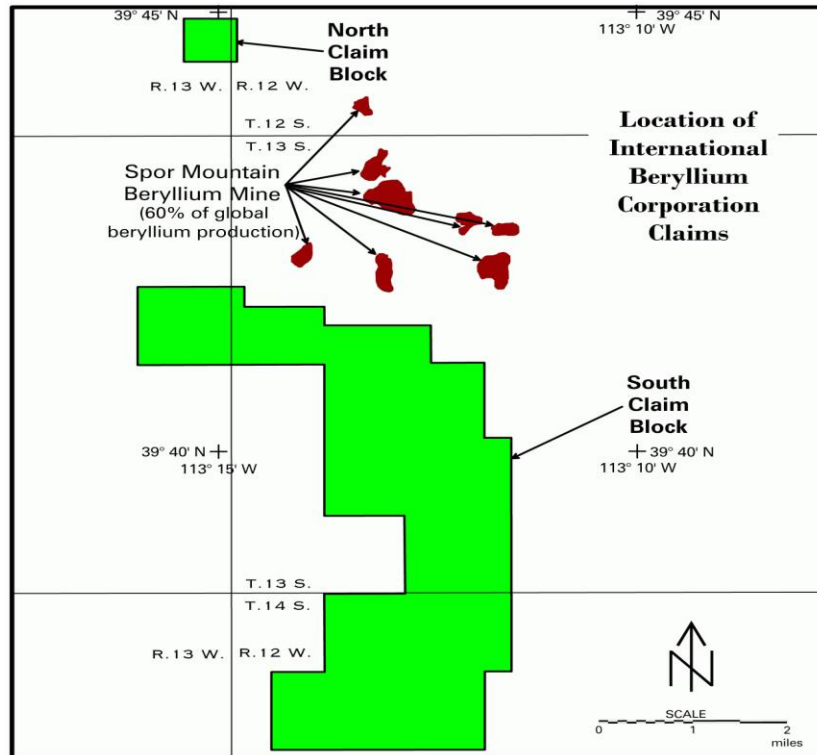 39° 45' N
113° 10' W
39° 45' N
North
Claim
Block
R.13 W.
R.12 W.
T.12 S.
T.13 S.
Location of
International
Beryllium
Corporation
Claims
Spor Mountain
Beryllium Mine
(60% of global
beryllium production)
South
Claim
Block
39° 40' N
113° 15' W
39° 40' N
113° 10' W
T.13 S.
T.14 S.
R.13 W.
R.12 W.
N
SCALE
0 1 2
miles